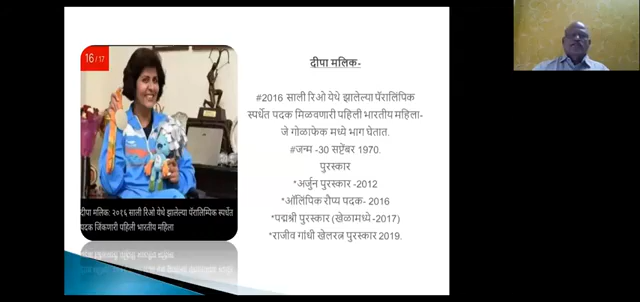 16/17
दीपा मलिक: २०१६ साली रिओ येथे झालेल्या पॅरालिम्पिक स्पर्धेत
पदक जिंकणारी पहिली भारतीय महिला
दीपा मलिक-
#2016 साली रिओ येथे झालेल्या पॅरालिंपिक
स्पर्धेत पदक मिळवणारी पहिली भारतीय महिला-
जे गोळाफेक मध्ये भाग घेतात.
#जन्म -30 सप्टेंबर 1970.
पुरस्कार
*अर्जुन पुरस्कार -2012
*ऑलिंपिक रौप्य पदक- 2016
*पद्मश्री पुरस्कार (खेळामध्ये -2017)
*राजीव गांधी खेलरत्न पुरस्कार 2019.